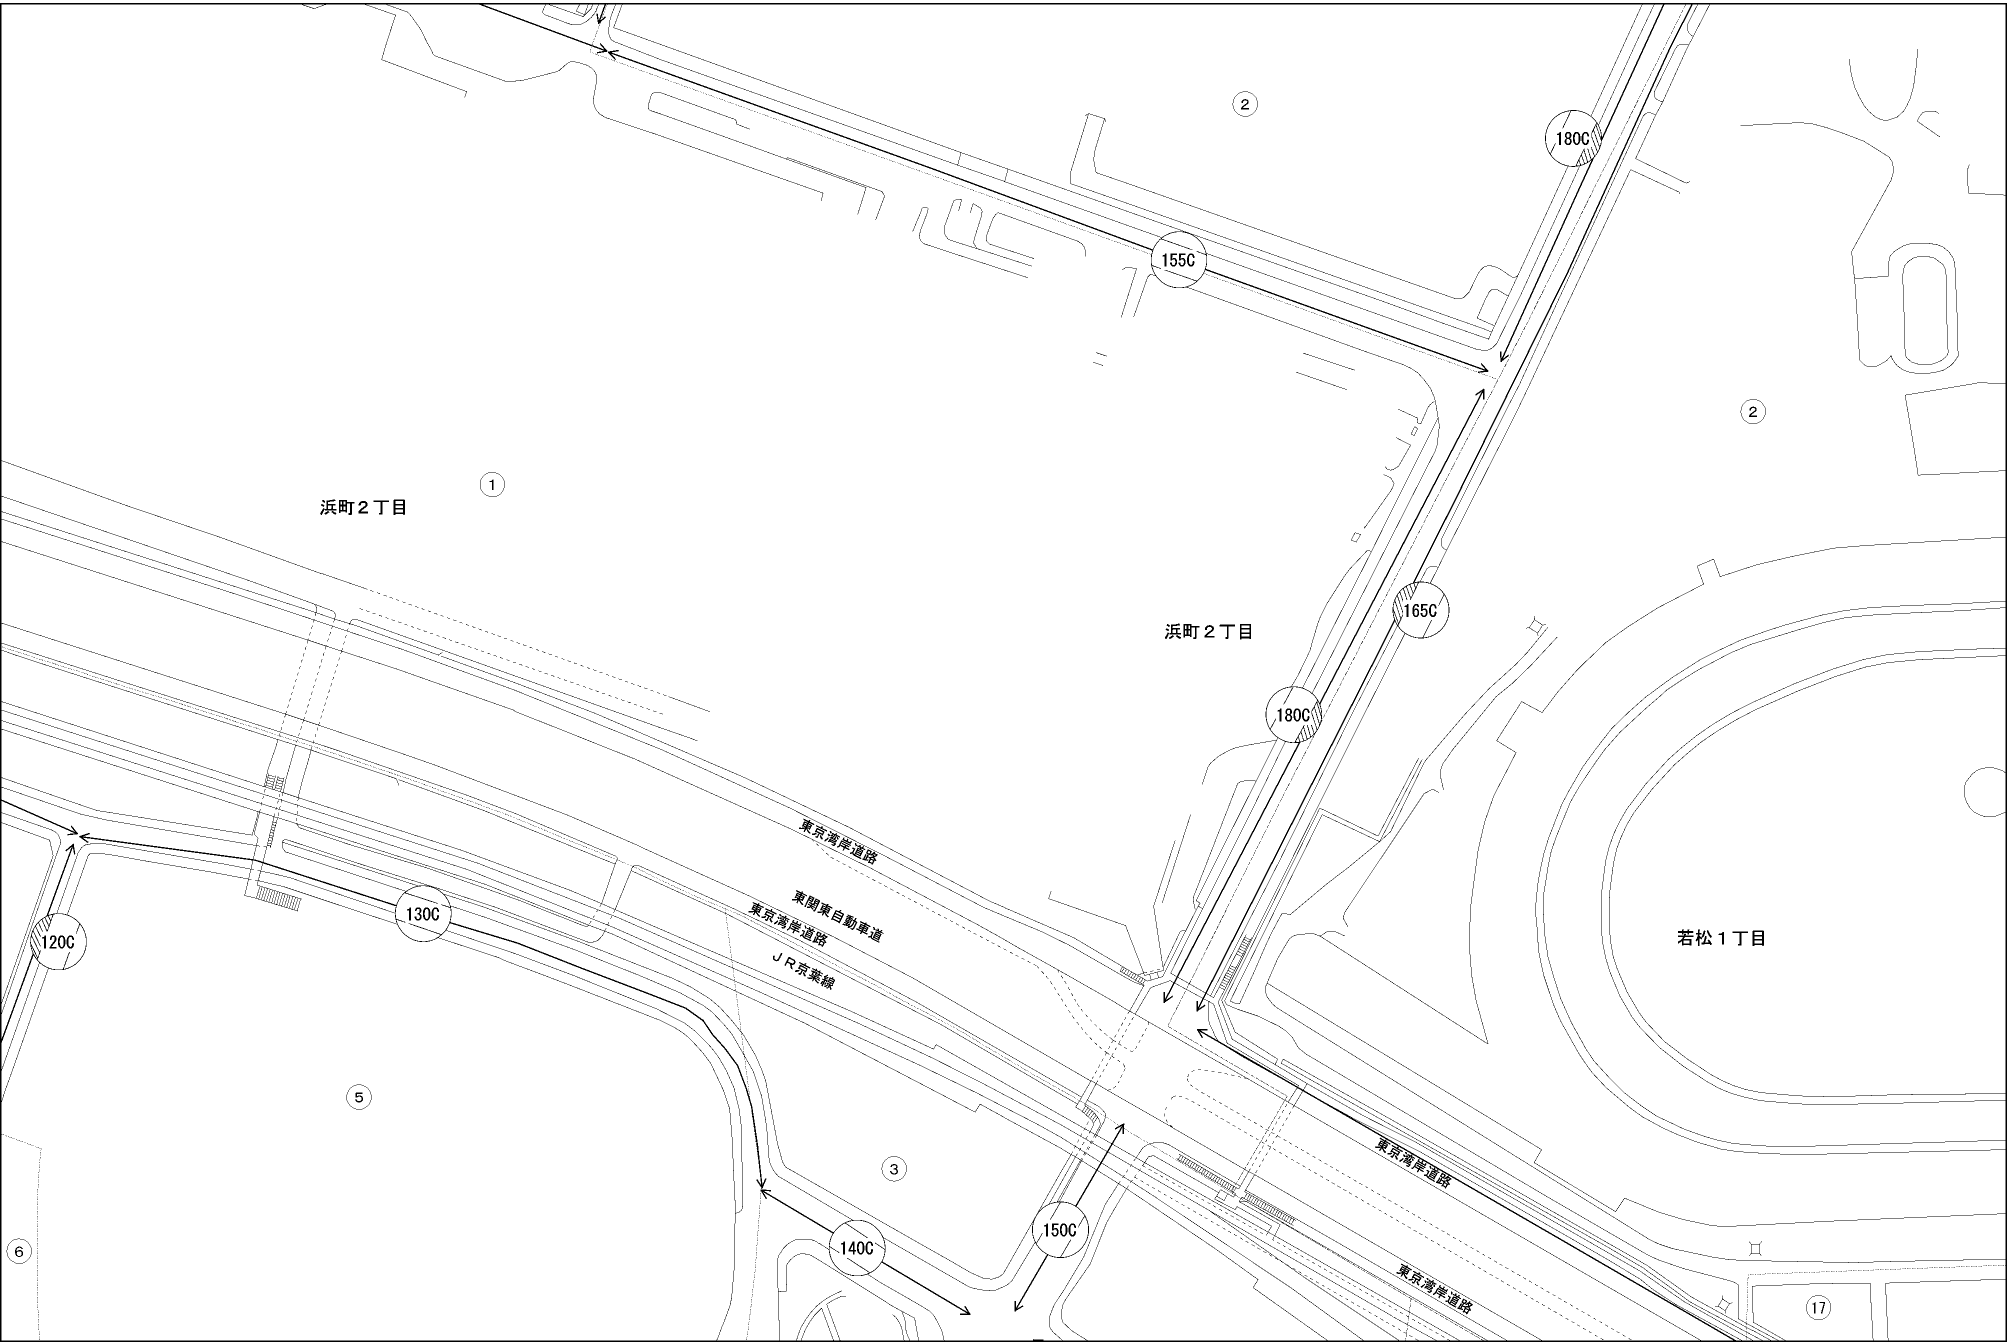 ②
180C
155C
②
①
浜町２丁目
165C
浜町２丁目
180C
東京湾岸道路
東関東自動車道
東京湾岸道路
ＪＲ京葉線
130C
120C
若松１丁目
⑤
③
東京湾岸道路
150C
140C
⑥
東京湾岸道路
⑰